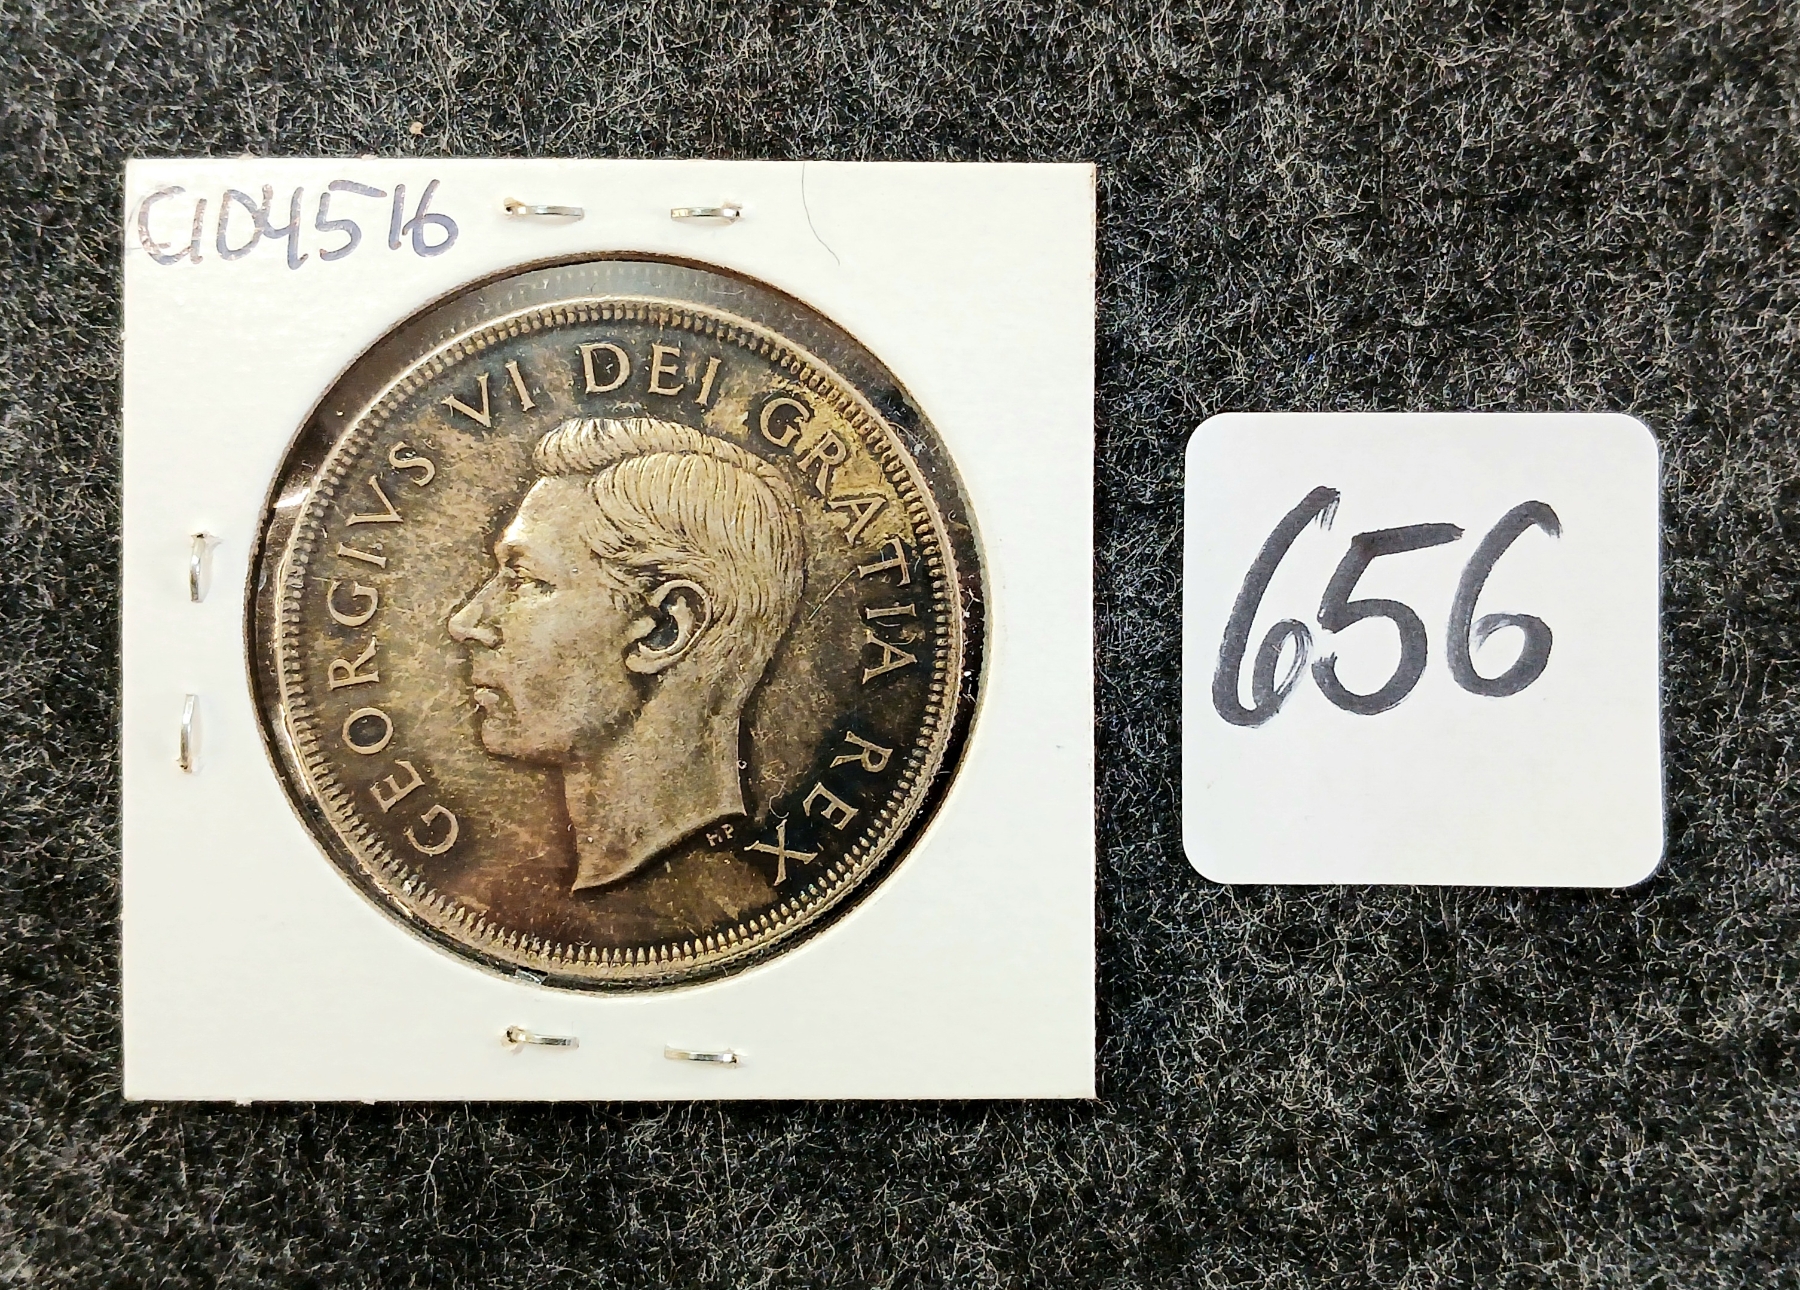 C104516
GEORGIVS VI DEI GRATIA REX
HP
656